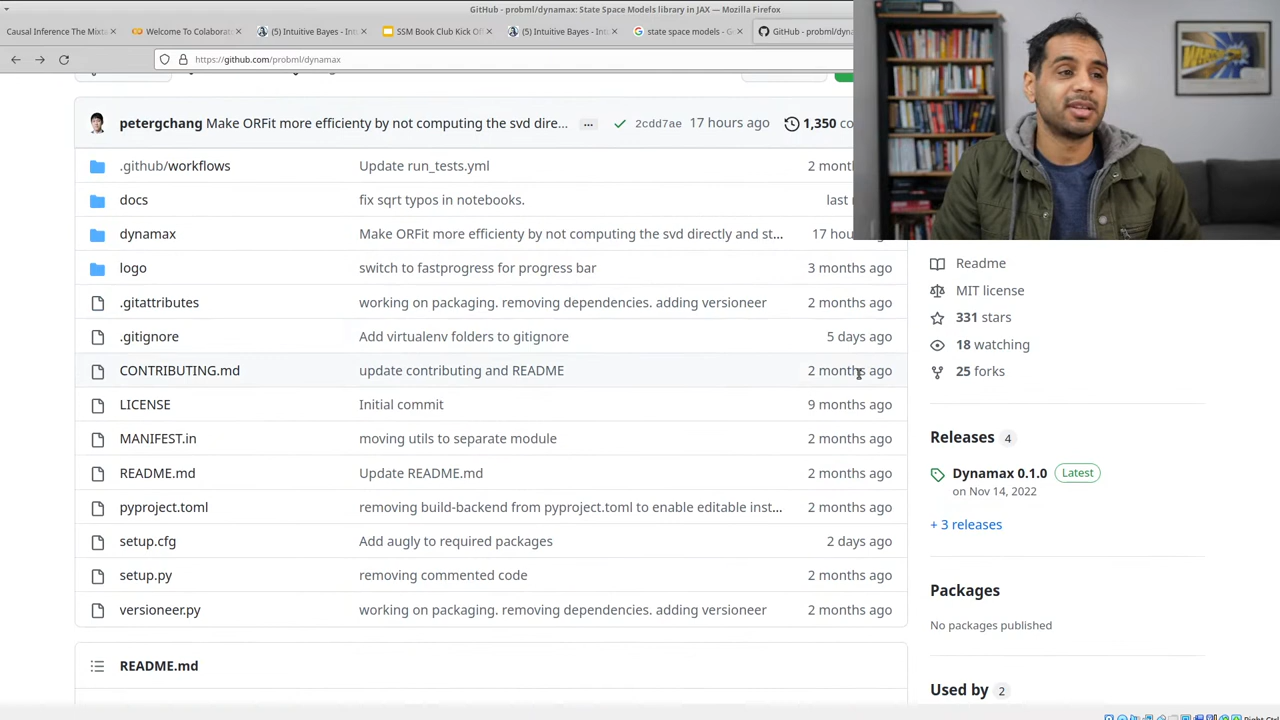 GitHub - probml/dynamax: State Space Models library in JAX — Mozilla Firefox
Causal Inference The Mixta
Welcome To Colaborat
(5) Intuitive Bayes - Int
SSM Book Club Kick Of
(5) Intuitive Bayes - Int
state space models - G
GitHub - probml/dyna
https://github.com/probml/dynamax
petergchang Make ORFit more efficienty by not computing the svd dire... ... 2cdd7ae 17 hours ago 1,350 co
.github/workflows Update run_tests.yml 2 month
docs fix sqrt typos in notebooks. last
dynamax Make ORFit more efficienty by not computing the svd directly and st... 17 hou
logo switch to fastprogress for progress bar 3 months ago
.gitattributes working on packaging. removing dependencies. adding versioneer 2 months ago
.gitignore Add virtualenv folders to gitignore 5 days ago
CONTRIBUTING.md update contributing and README 2 months ago
LICENSE Initial commit 9 months ago
MANIFEST.in moving utils to separate module 2 months ago
README.md Update README.md 2 months ago
pyproject.toml removing build-backend from pyproject.toml to enable editable inst... 2 months ago
setup.cfg Add augly to required packages 2 days ago
setup.py removing commented code 2 months ago
versioneer.py working on packaging. removing dependencies. adding versioneer 2 months ago
README.md
Readme
MIT license
331 stars
18 watching
25 forks
Releases 4
Dynamax 0.1.0 Latest
on Nov 14, 2022
+ 3 releases
Packages
No packages published
Used by 2
Right Ctrl